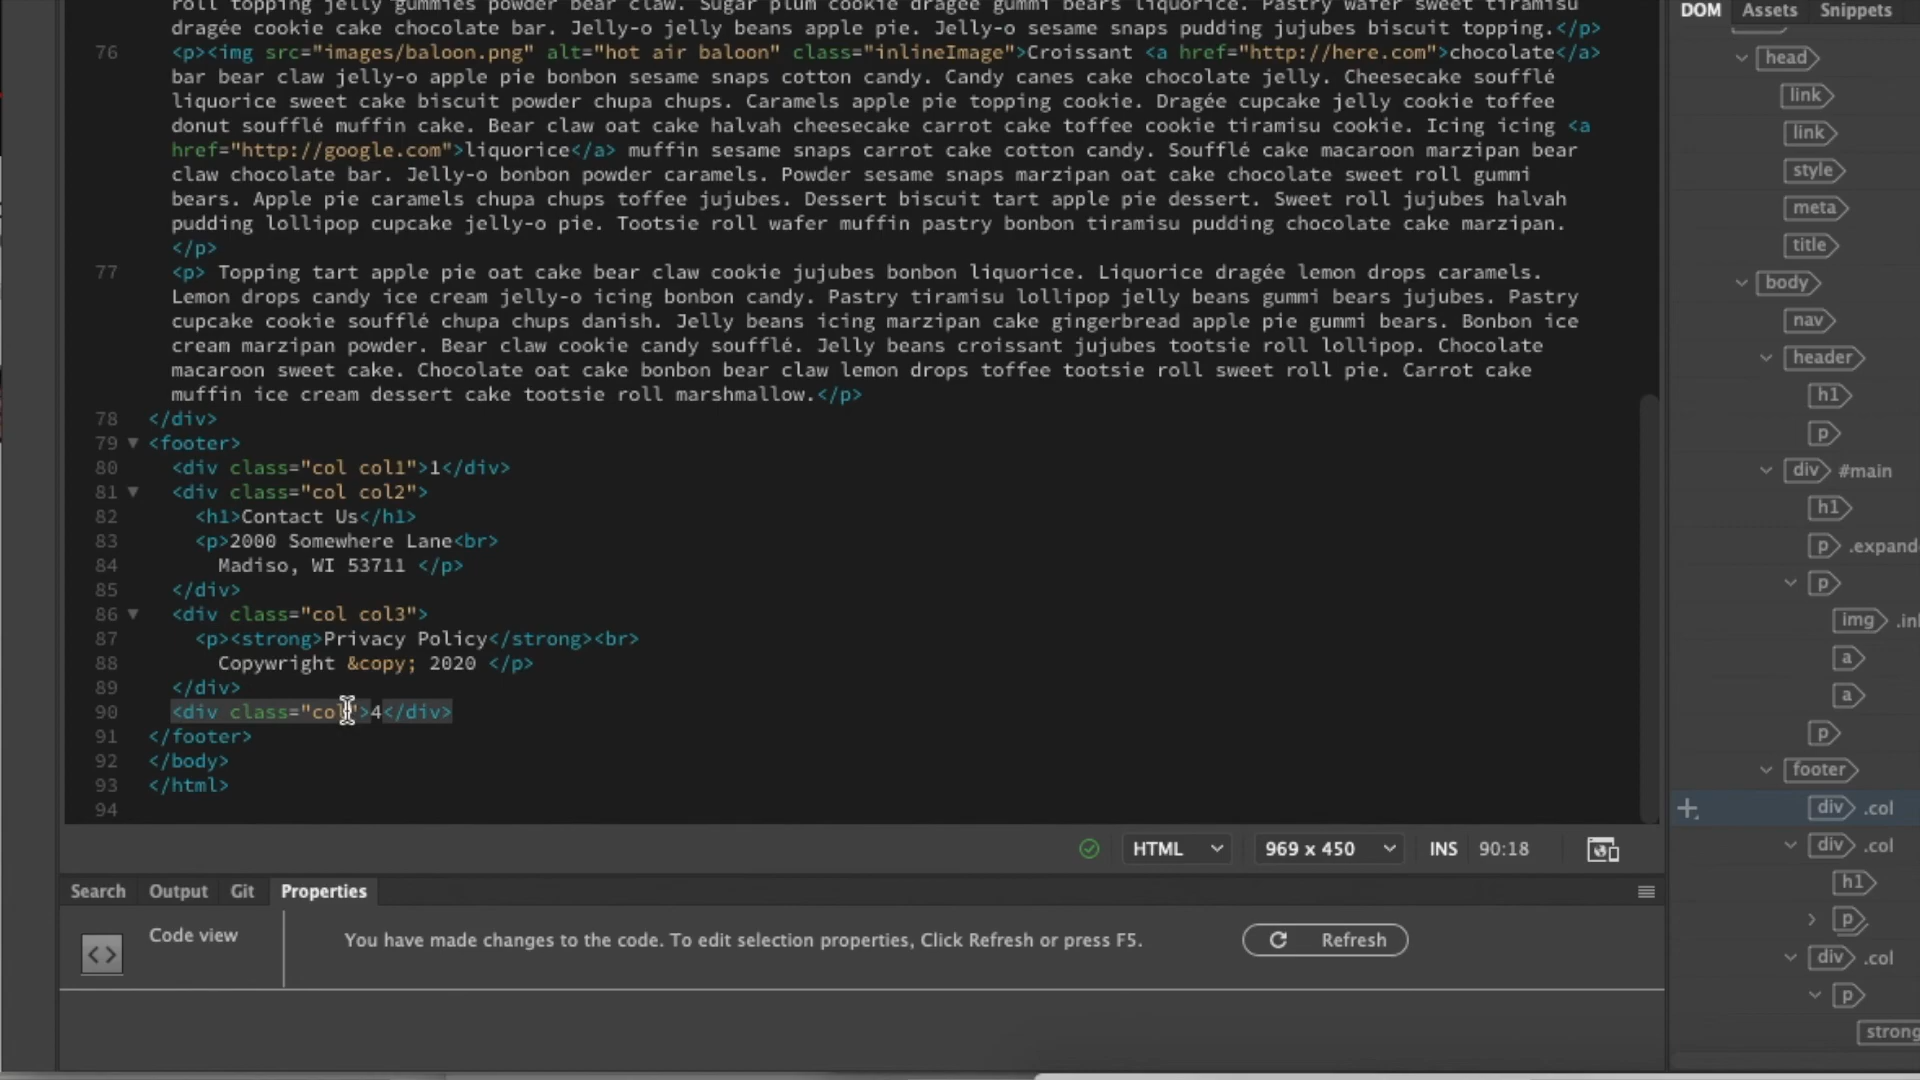 roll topping jelly gummies powder bear claw. Sugar plum cookie dragée gummi bears liquorice. Pastry wafer sweet tiramisu
dragée cookie cake chocolate bar. Jelly-o jelly beans apple pie. Jelly-o sesame snaps pudding jujubes biscuit topping.</p>
76 <p><img src="images/baloon.png" alt="hot air baloon" class="inlineImage">Croissant <a href="http://here.com">chocolate</a>
bar bear claw jelly-o apple pie bonbon sesame snaps cotton candy. Candy canes cake chocolate jelly. Cheesecake soufflé
liquorice sweet cake biscuit powder chupa chups. Caramels apple pie topping cookie. Dragée cupcake jelly cookie toffee
donut soufflé muffin cake. Bear claw oat cake halvah cheesecake carrot cake toffee cookie tiramisu cookie. Icing icing <a
href="http://google.com">liquorice</a> muffin sesame snaps carrot cake cotton candy. Soufflé cake macaroon marzipan bear
claw chocolate bar. Jelly-o bonbon powder caramels. Powder sesame snaps marzipan oat cake chocolate sweet roll gummi
bears. Apple pie caramels chupa chups toffee jujubes. Dessert biscuit tart apple pie dessert. Sweet roll jujubes halvah
pudding lollipop cupcake jelly-o pie. Tootsie roll wafer muffin pastry bonbon tiramisu pudding chocolate cake marzipan.
</p>
77 <p> Topping tart apple pie oat cake bear claw cookie jujubes bonbon liquorice. Liquorice dragée lemon drops caramels.
Lemon drops candy ice cream jelly-o icing bonbon candy. Pastry tiramisu lollipop jelly beans gummi bears jujubes. Pastry
cupcake cookie soufflé chupa chups danish. Jelly beans icing marzipan cake gingerbread apple pie gummi bears. Bonbon ice
cream marzipan powder. Bear claw cookie candy soufflé. Jelly beans croissant jujubes tootsie roll lollipop. Chocolate
macaroon sweet cake. Chocolate oat cake bonbon bear claw lemon drops toffee tootsie roll sweet roll pie. Carrot cake
muffin ice cream dessert cake tootsie roll marshmallow.</p>
78 </div>
79 <footer>
80 <div class="col col1">1</div>
81 <div class="col col2">
82 <h1>Contact Us</h1>
83 <p>2000 Somewhere Lane<br>
84 Madiso, WI 53711 </p>
85 </div>
86 <div class="col col3">
87 <p><strong>Privacy Policy</strong><br>
88 Copywright &copy; 2020 </p>
89 </div>
90 <div class="col">4</div>
91 </footer>
92 </body>
93 </html>
94
HTML 969 x 450 INS 90:18
Search Output Git Properties
Code view
You have made changes to the code. To edit selection properties, Click Refresh or press F5.
Refresh
DOM Assets Snippets
head
link
link
style
meta
title
body
nav
header
h1
p
div #main
h1
p .expand
p
img .in
a
a
p
footer
div .col
div .col
h1
p
div .col
p
strong